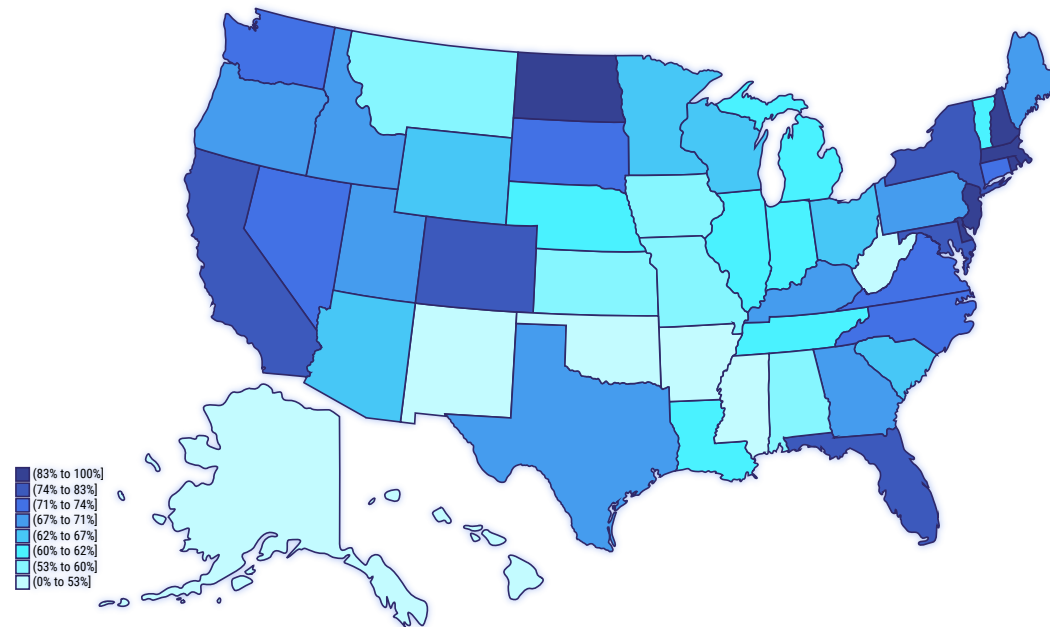 (83% to 100%]
(74% to 83%]
(71% to 74%]
(67% to 71%]
(62% to 67%]
(60% to 62%]
(53% to 60%]
(0% to 53%]